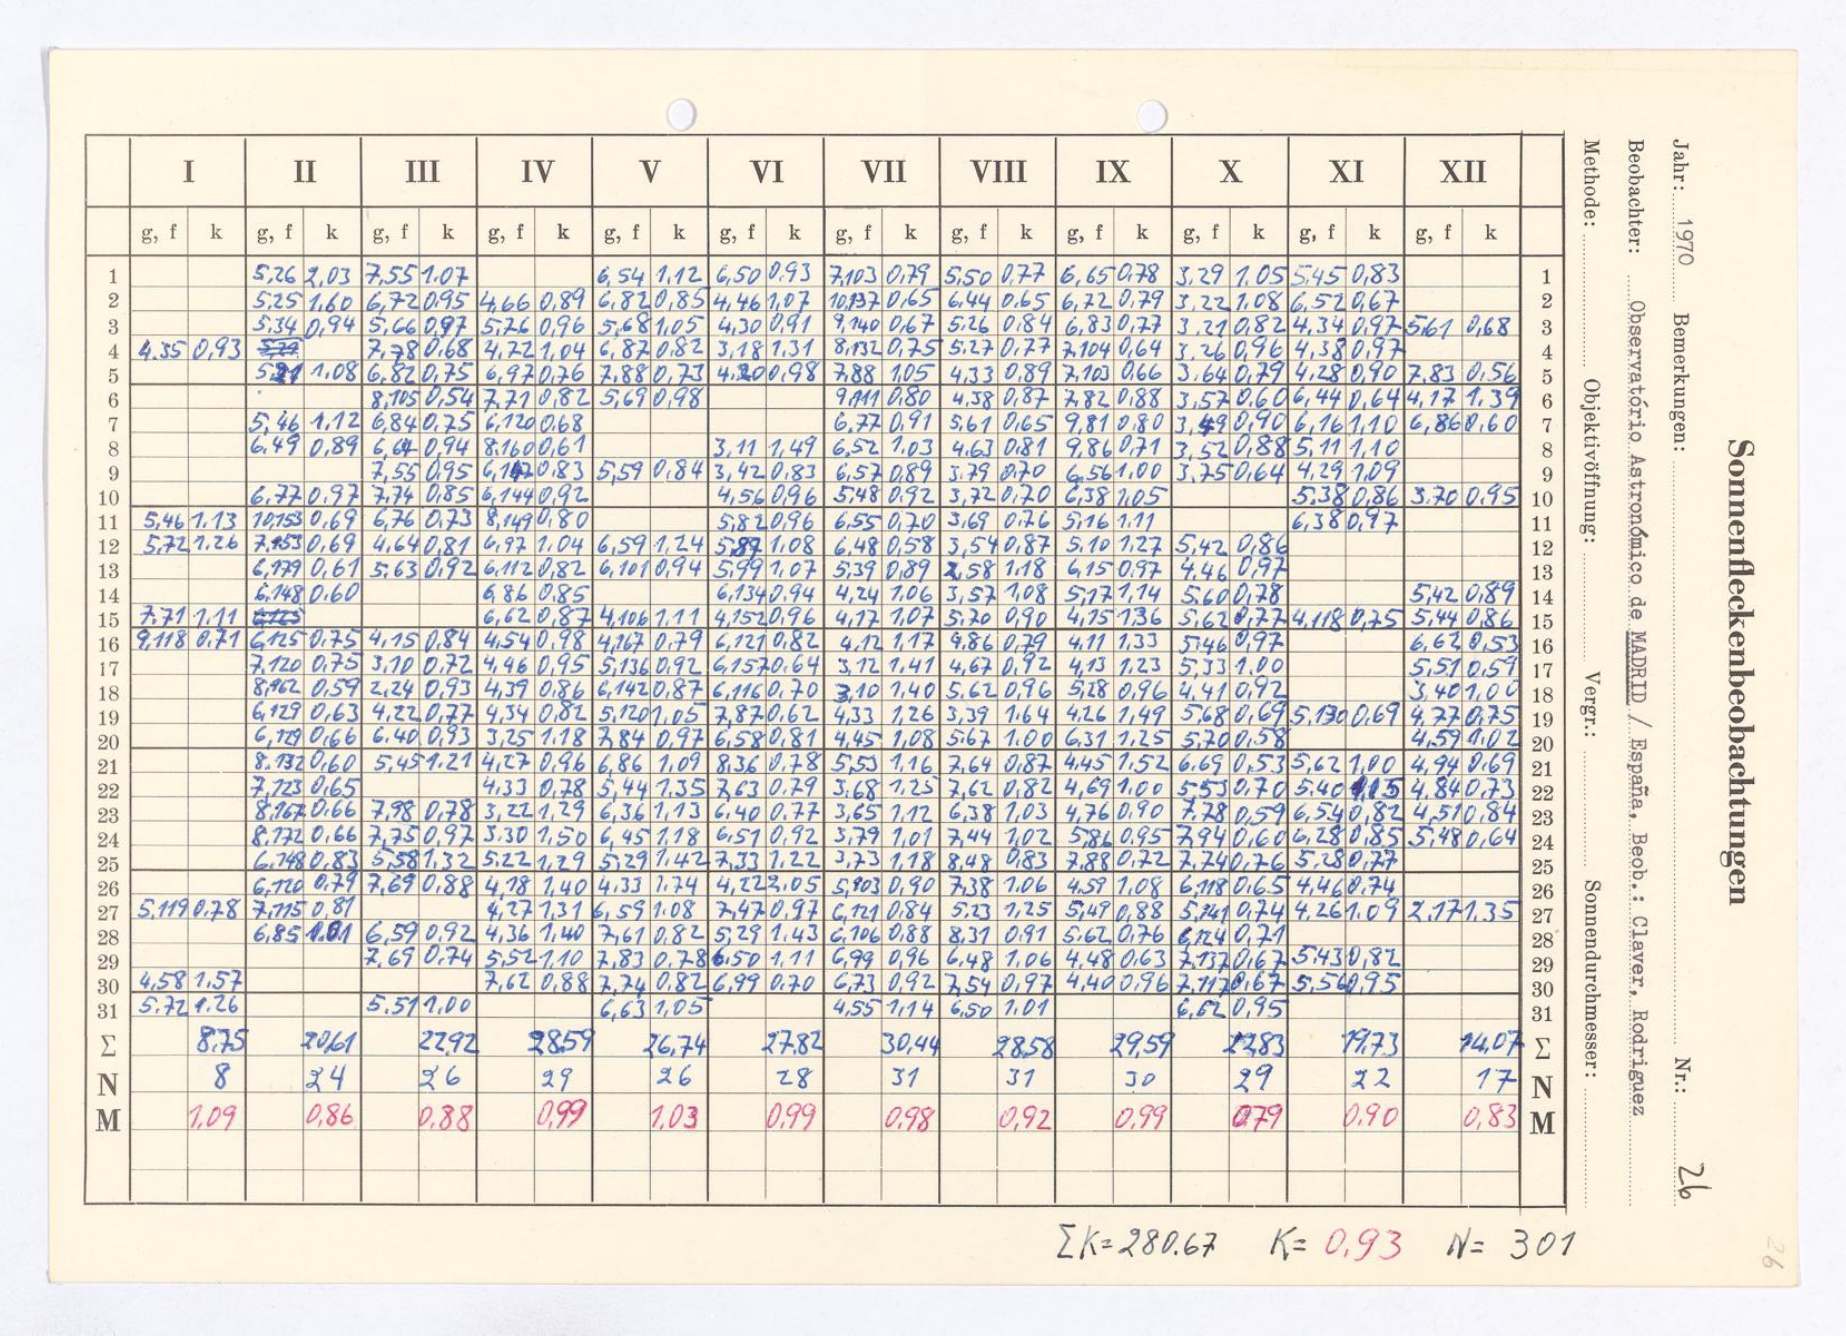 Sonnenfleckenbeobachtungen
Jahr: 1970 Bemerkungen: Nr.: 26
Beobachter: Observatório Astronómico de MADRID / España, Beob.: Claver, Rodriguez
Methode: Objektivöffnung: Vergr.: Sonnendurchmesser:
I II III IV V VI VII VIII IX X XI XII
g, f k g, f k g, f k g, f k g, f k g, f k g, f k g, f k g, f k g, f k g, f k g, f k
1 5,26 2,03 7,55 1.07 6,54 1,12 6,50 0,93 7,103 0,79 5,50 0,77 6,65 0,78 3,29 1.05 5,45 0,83 1
2 5,25 1,60 6,72 0,95 4,66 0,89 6,82 0,85 4,46 1,07 10,137 0,65 6,44 0,65 6,72 0,79 3,22 1,08 6,52 0,67 2
3 5,34 0,94 5,66 0,97 5,76 0,96 5,68 1,05 4,30 0,91 9,140 0,67 5,26 0,84 6,83 0,77 3,21 0,82 4,34 0,97 5,61 0,68 3
4 4,35 0,93 7,78 0,68 4,72 1,04 6,87 0,82 3,18 1,31 8,132 0,75 5,27 0,77 7,104 0,64 3,26 0,96 4,38 0,97 4
5 1,08 6,82 0,75 6,97 0,76 7,88 0,73 4,20 0,98 7,88 1,05 4,33 0,89 7,103 0,66 3,64 0,79 4,28 0,90 7,83 0,56 5
6 8,105 0,54 7,71 0,82 5,69 0,98 9,111 0,80 4,38 0,87 7,82 0,88 3,57 0,60 6,44 0,64 4,17 1,39 6
7 5,46 1,12 6,84 0,75 6,120 0,68 6,77 0,91 5,61 0,65 9,81 0,80 3,49 0,90 6,16 1,10 6,86 0,60 7
8 6,49 0,89 6,64 0,94 8,160 0,61 3,11 1,49 6,52 1,03 4,63 0,81 9,86 0,71 3,52 0,88 5,11 1,10 8
9 7,55 0,95 0,83 5,59 0,84 3,42 0,83 6,57 0,89 3,79 0,70 6,56 1,00 3,75 0,64 4,29 1,09 9
10 6,77 0,97 7,74 0,85 6,144 0,92 4,56 0,96 5,48 0,92 3,72 0,70 6,38 1,05 5,38 0,86 3,70 0,95 10
11 5,46 1,13 10,153 0,69 6,76 0,73 8,149 0,80 5,82 0,96 6,55 0,70 3,69 0,76 5,16 1,11 6,38 0,97 11
12 5,72 1,26 7,153 0,69 4,64 0,81 6,97 1,04 6,59 1,24 5,87 1,08 6,48 0,58 3,54 0,87 5,10 1,27 5,42 0,86 12
13 6,179 0,61 5,63 0,92 6,112 0,82 6,101 0,94 5,99 1,07 5,39 0,89 2,58 1,18 6,15 0,97 4,46 0,97 13
14 6,148 0,60 6,86 0,85 6,134 0,94 4,24 1,06 3,57 1,08 5,17 1,14 5,60 0,78 5,42 0,89 14
15 7,71 1,11 6,62 0,87 4,106 1,11 4,152 0,96 4,17 1,07 5,70 0,90 4,15 1,36 5,62 0,77 4,118 0,75 5,44 0,86 15
16 9,118 0,71 6,125 0,75 4,15 0,84 4,54 0,98 4,167 0,79 6,121 0,82 4,12 1,17 9,86 0,79 4,11 1,33 5,46 0,97 6,62 0,53 16
17 7,120 0,75 3,10 0,72 4,46 0,95 5,136 0,92 6,157 0,64 3,12 1,41 4,67 0,92 4,13 1,23 5,33 1,00 5,51 0,59 17
18 8,162 0,59 2,24 0,93 4,39 0,86 6,142 0,87 6,116 0,70 3,10 1,40 5,62 0,96 5,28 0,96 4,41 0,92 3,40 1,00 18
19 6,129 0,63 4,22 0,77 4,34 0,82 5,120 1,05 7,87 0,62 4,33 1,26 3,39 1,64 4,26 1,49 5,68 0,69 5,130 0,69 4,77 0,75 19
20 6,129 0,66 6,40 0,93 3,25 1,18 7,84 0,97 6,58 0,81 4,45 1,08 5,67 1,00 6,31 1,25 5,70 0,58 4,59 1,02 20
21 8,132 0,60 5,45 1,21 4,27 0,96 6,86 1,09 8,36 0,78 5,53 1,16 7,64 0,87 4,45 1,52 6,69 0,53 5,62 1,00 4,94 0,69 21
22 7,123 0,65 4,33 0,78 5,44 1,35 7,63 0,79 3,68 1,25 7,62 0,82 4,69 1,00 5,53 0,70 5,40 1,15 4,84 0,73 22
23 8,167 0,66 7,98 0,78 3,22 1,29 6,36 1,13 6,40 0,77 3,65 1,12 6,38 1,03 4,76 0,90 7,78 0,59 6,54 0,82 4,51 0,84 23
24 8,172 0,66 7,75 0,97 3,30 1,50 6,45 1,18 6,51 0,92 3,79 1,01 7,44 1,02 5,86 0,95 7,94 0,60 6,28 0,85 5,48 0,64 24
25 6,148 0,83 5,58 1,32 5,22 1,29 5,29 1,42 7,33 1,22 3,73 1,18 8,48 0,83 7,88 0,72 7,74 0,76 5,28 0,77 25
26 6,120 0,79 7,69 0,88 4,18 1,40 4,33 1,74 4,22 2,05 5,103 0,90 7,38 1,06 4,59 1,08 6,118 0,65 4,46 0,74 26
27 5,119 0,78 7,115 0,81 4,27 1,31 6,59 1,08 7,47 0,97 6,121 0,84 5,23 1,25 5,49 0,88 5,141 0,74 4,26 1,09 2,17 1,35 27
28 6,85 1,01 6,59 0,92 4,36 1,40 7,61 0,82 5,29 1,43 6,106 0,88 8,31 0,91 5,62 0,76 6,124 0,71 28
29 7,69 0,74 5,52 1,10 7,83 0,78 6,50 1,11 6,99 0,96 6,48 1,06 4,48 0,63 7,137 0,67 5,43 0,82 29
30 4,58 1,57 7,62 0,88 7,74 0,82 6,99 0,70 6,73 0,92 7,54 0,97 4,40 0,96 7,117 0,67 5,56 0,95 30
31 5,72 1,26 5,51 1,00 6,63 1,05 4,55 1,14 6,50 1,01 6,62 0,95 31
Σ 8,75 20,61 22,92 28,59 26,74 27,82 30,44 28,58 29,59 22,83 19,73 14,07 Σ
N 8 24 26 29 26 28 31 31 30 29 22 17 N
M 1,09 0,86 0,88 0,99 1,03 0,99 0,98 0,92 0,99 0,79 0,90 0,83 M
ΣK= 280.67 K= 0,93 N= 301
26